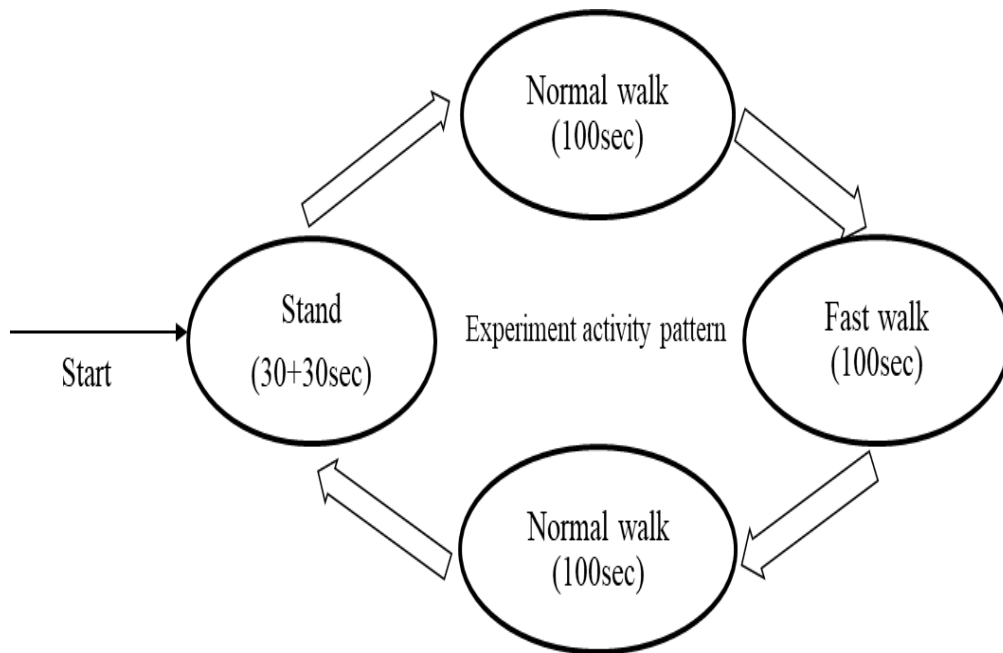 Normal walk
(100sec)
Stand
(30+30sec)
Experiment activity pattern
Fast walk
(100sec)
Start
Normal walk
(100sec)